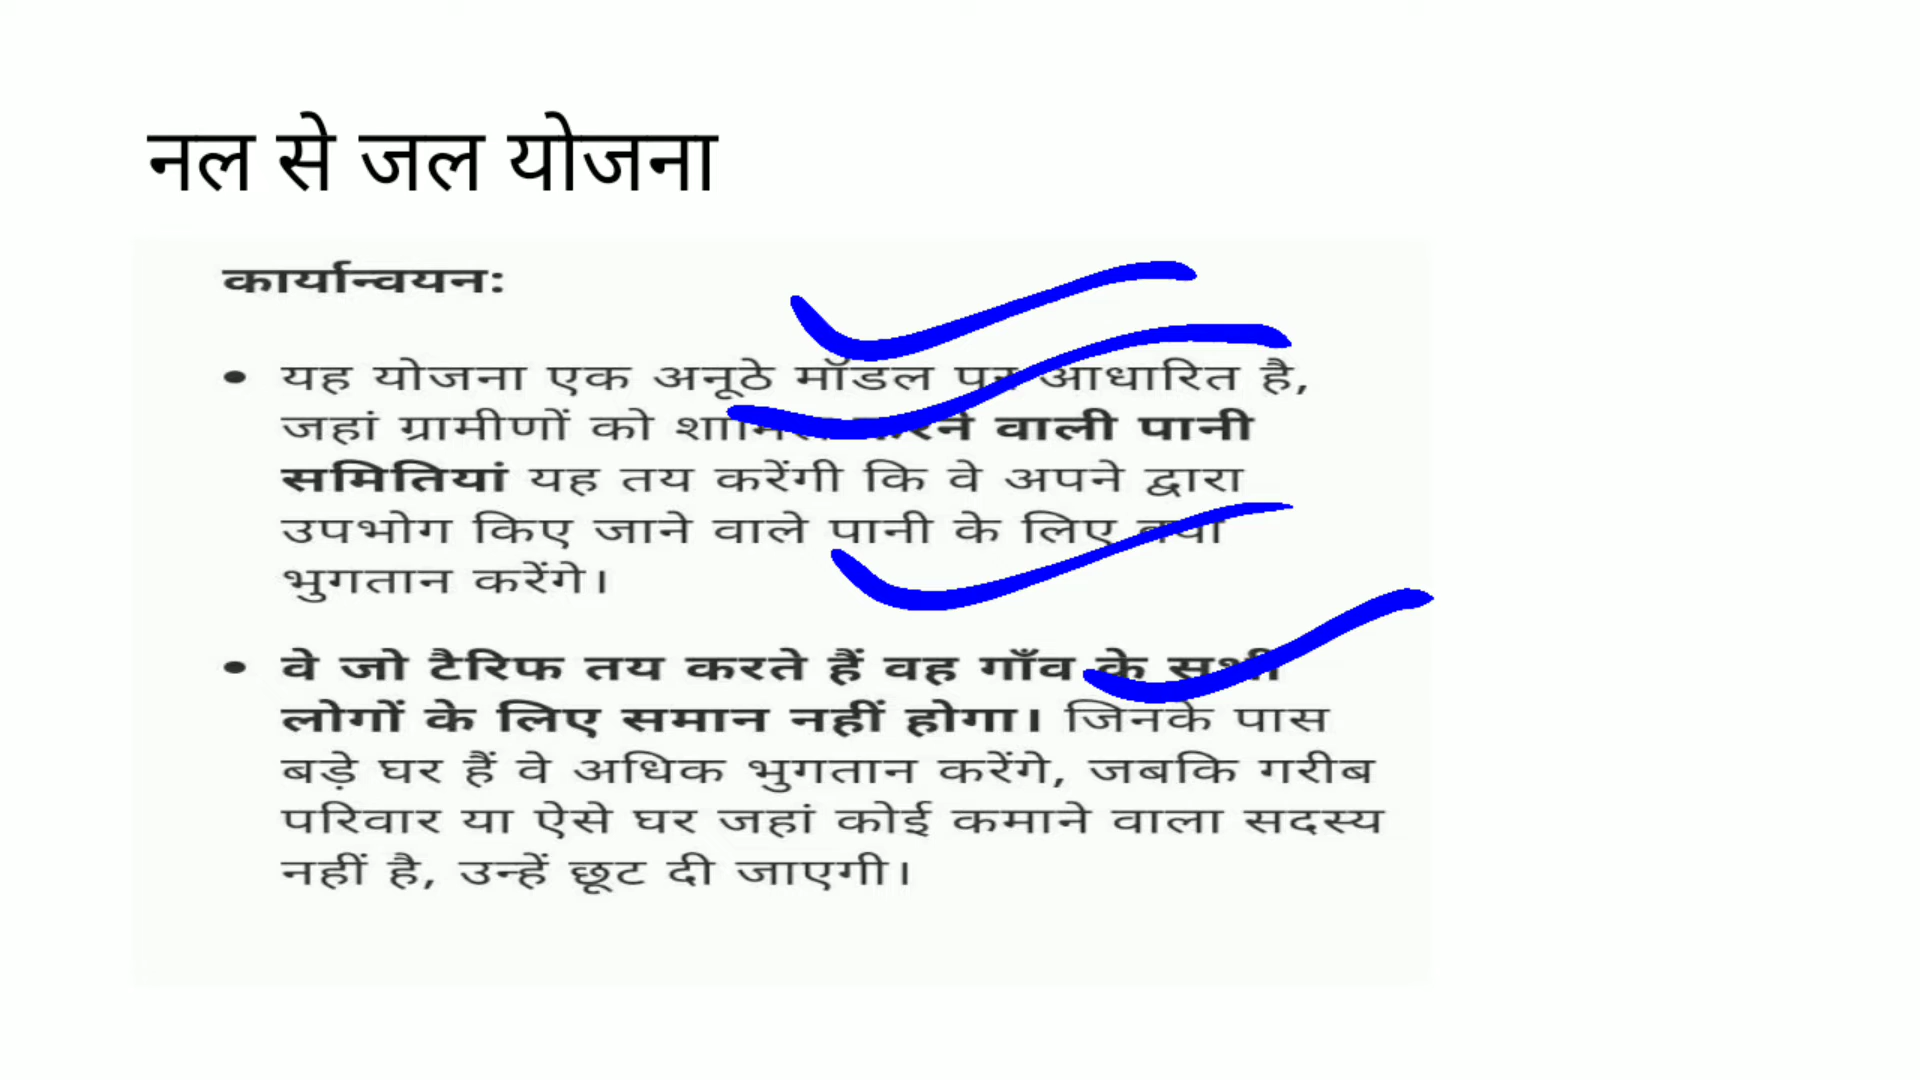 नल से जल योजना
कार्यान्वयन:
• यह योजना एक अनूठे मॉडल पर आधारित है,
जहां ग्रामीणों को शामिल करने वाली पानी
समितियां यह तय करेंगी कि वे अपने द्वारा
उपभोग किए जाने वाले पानी के लिए क्या
भुगतान करेंगे।
• वे जो टैरिफ तय करते हैं वह गाँव के सभी
लोगों के लिए समान नहीं होगा। जिनके पास
बड़े घर हैं वे अधिक भुगतान करेंगे, जबकि गरीब
परिवार या ऐसे घर जहां कोई कमाने वाला सदस्य
नहीं है, उन्हें छूट दी जाएगी।